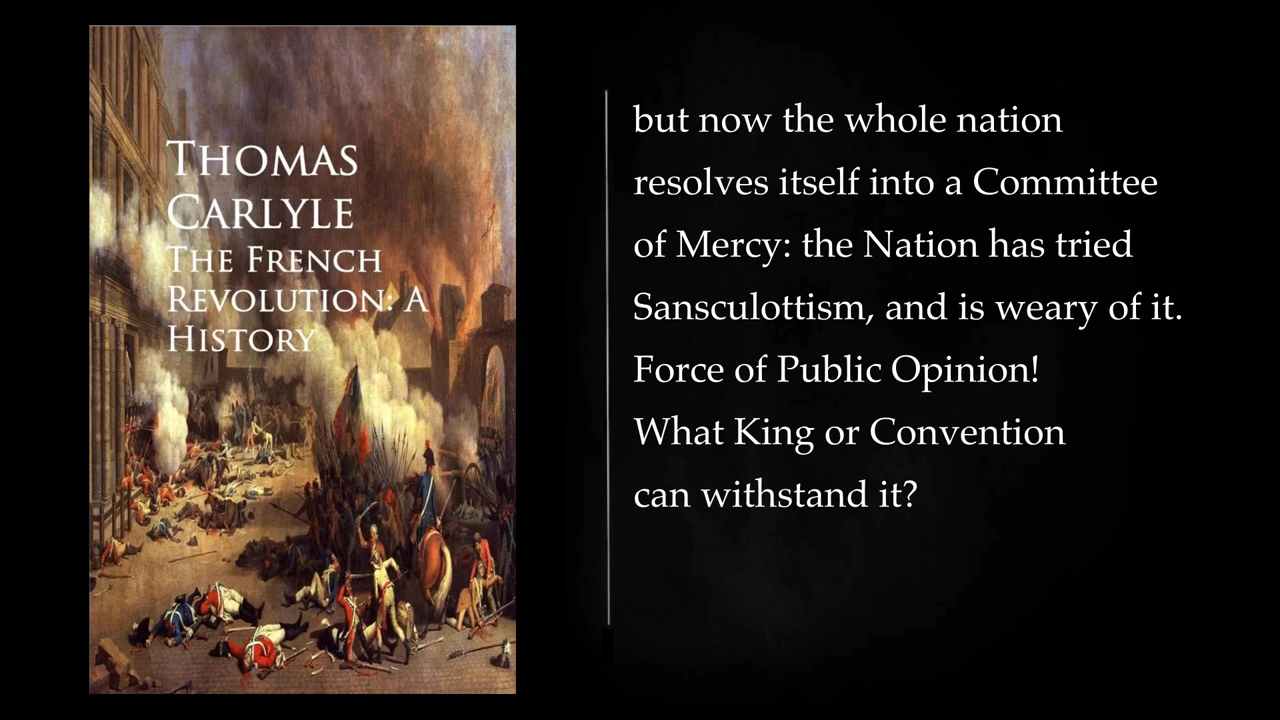 THOMAS
CARLYLE
THE FRENCH
REVOLUTION: A
HISTORY
but now the whole nation
resolves itself into a Committee
of Mercy: the Nation has tried
Sansculottism, and is weary of it.
Force of Public Opinion!
What King or Convention
can withstand it?